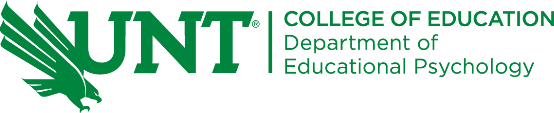 UNT®
COLLEGE OF EDUCATION
Department of
Educational Psychology